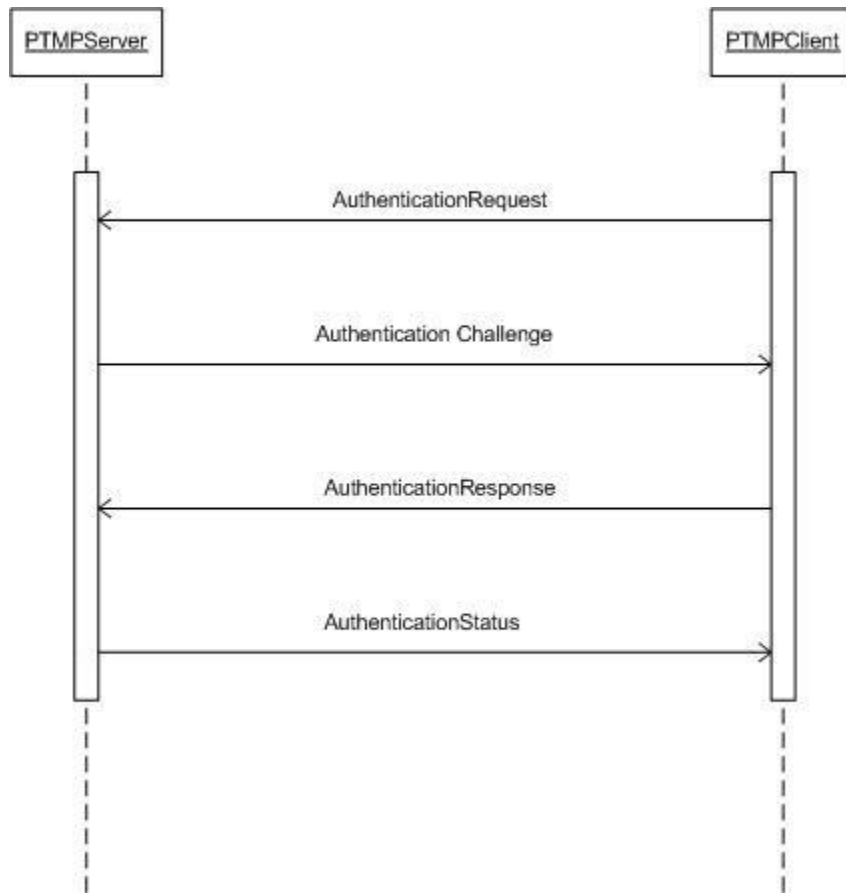 PTMPServer
PTMPClient
AuthenticationRequest
Authentication Challenge
AuthenticationResponse
AuthenticationStatus